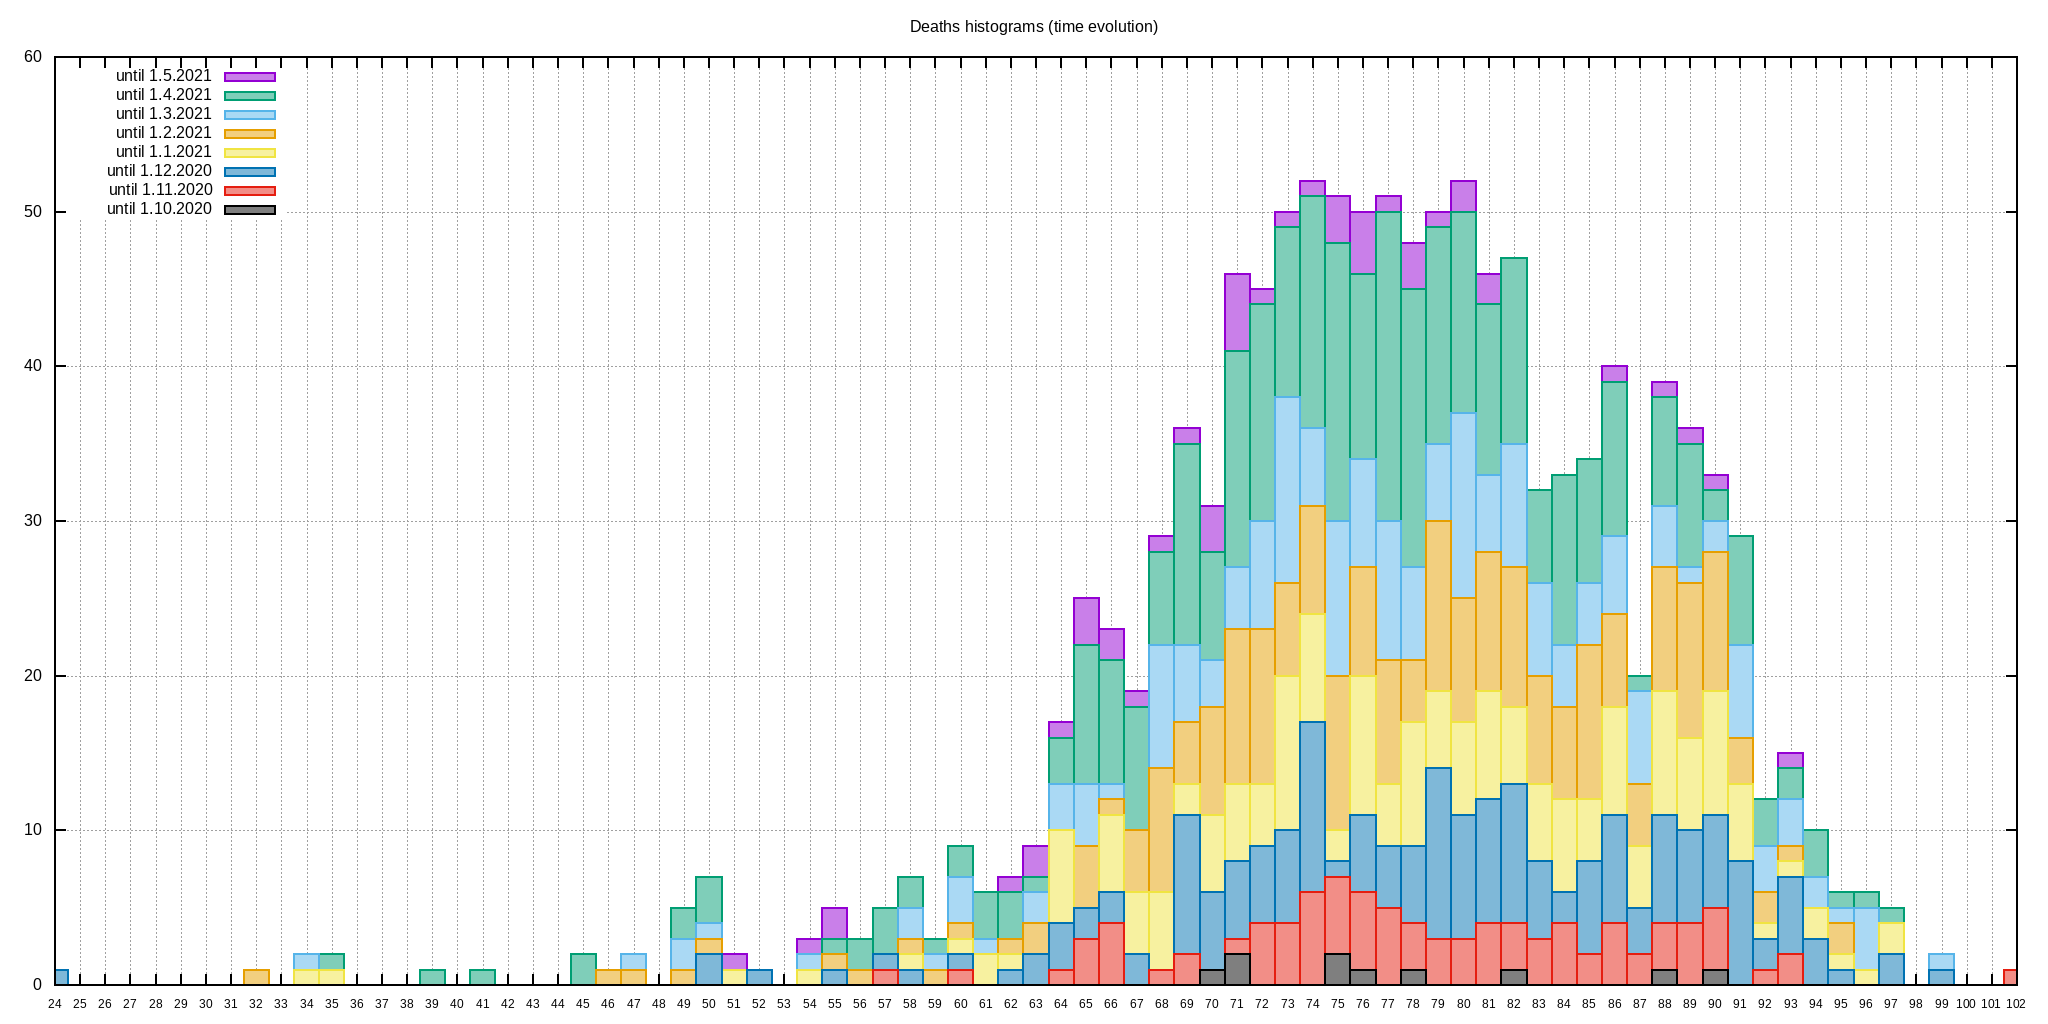 Deaths histograms (time evolution)
60
50
40
30
20
10
0
until 1.5.2021
until 1.4.2021
until 1.3.2021
until 1.2.2021
until 1.1.2021
until 1.12.2020
until 1.11.2020
until 1.10.2020
24 25 26 27 28 29 30 31 32 33 34 35 36 37 38 39 40 41 42 43 44 45 46 47 48 49 50 51 52 53 54 55 56 57 58 59 60 61 62 63 64 65 66 67 68 69 70 71 72 73 74 75 76 77 78 79 80 81 82 83 84 85 86 87 88 89 90 91 92 93 94 95 96 97 98 99 100 101 102